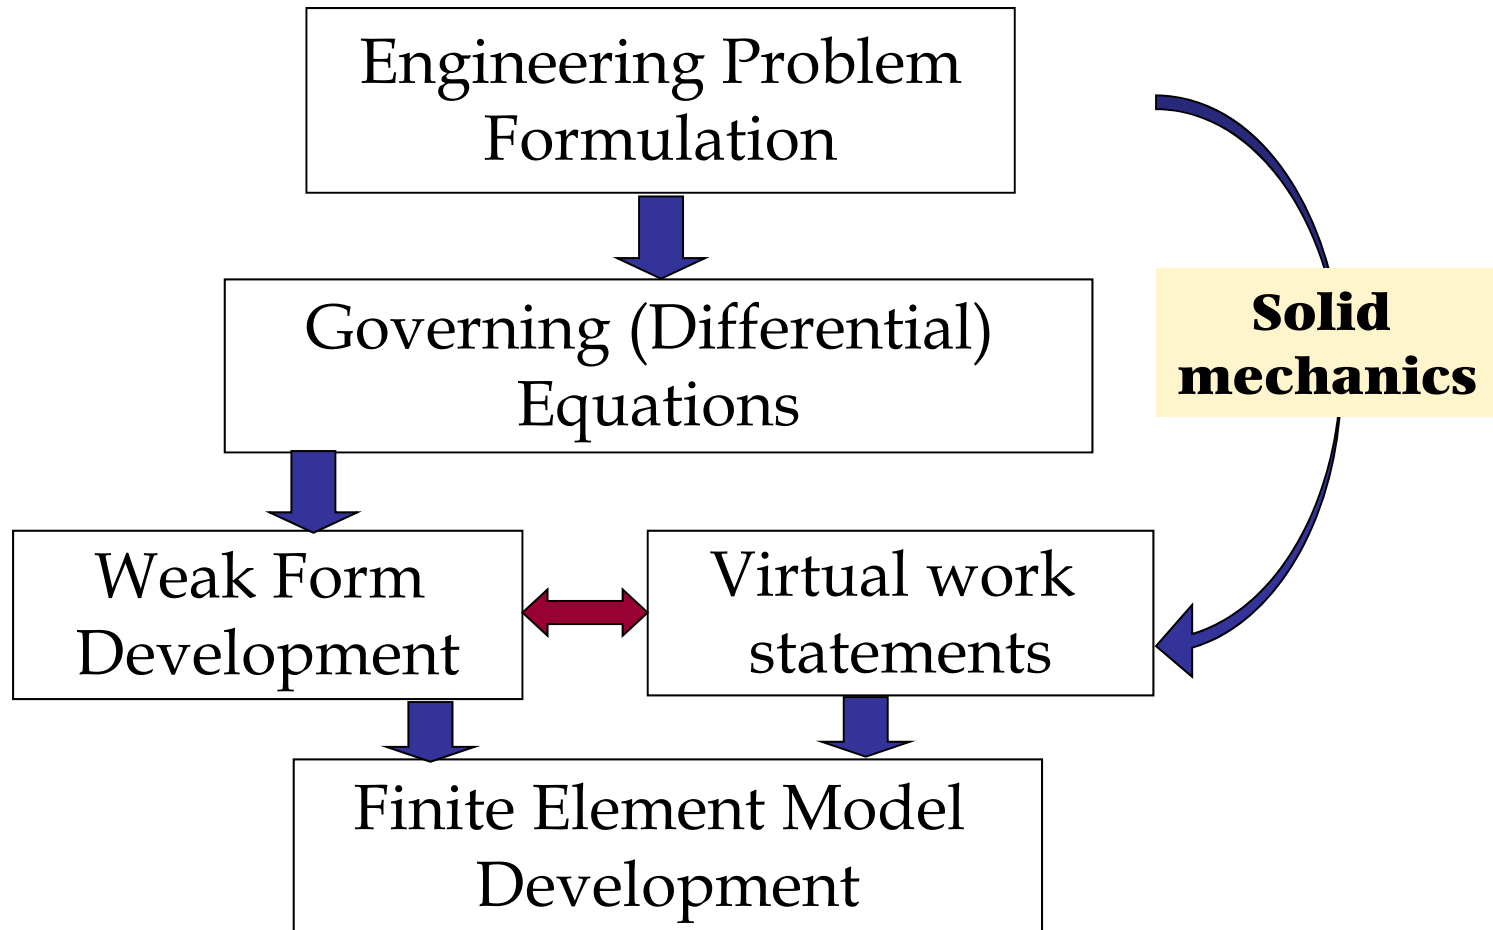 Engineering Problem
Formulation
Governing (Differential)
Equations
Solid
mechanics
Weak Form
Development
Virtual work
statements
Finite Element Model
Development